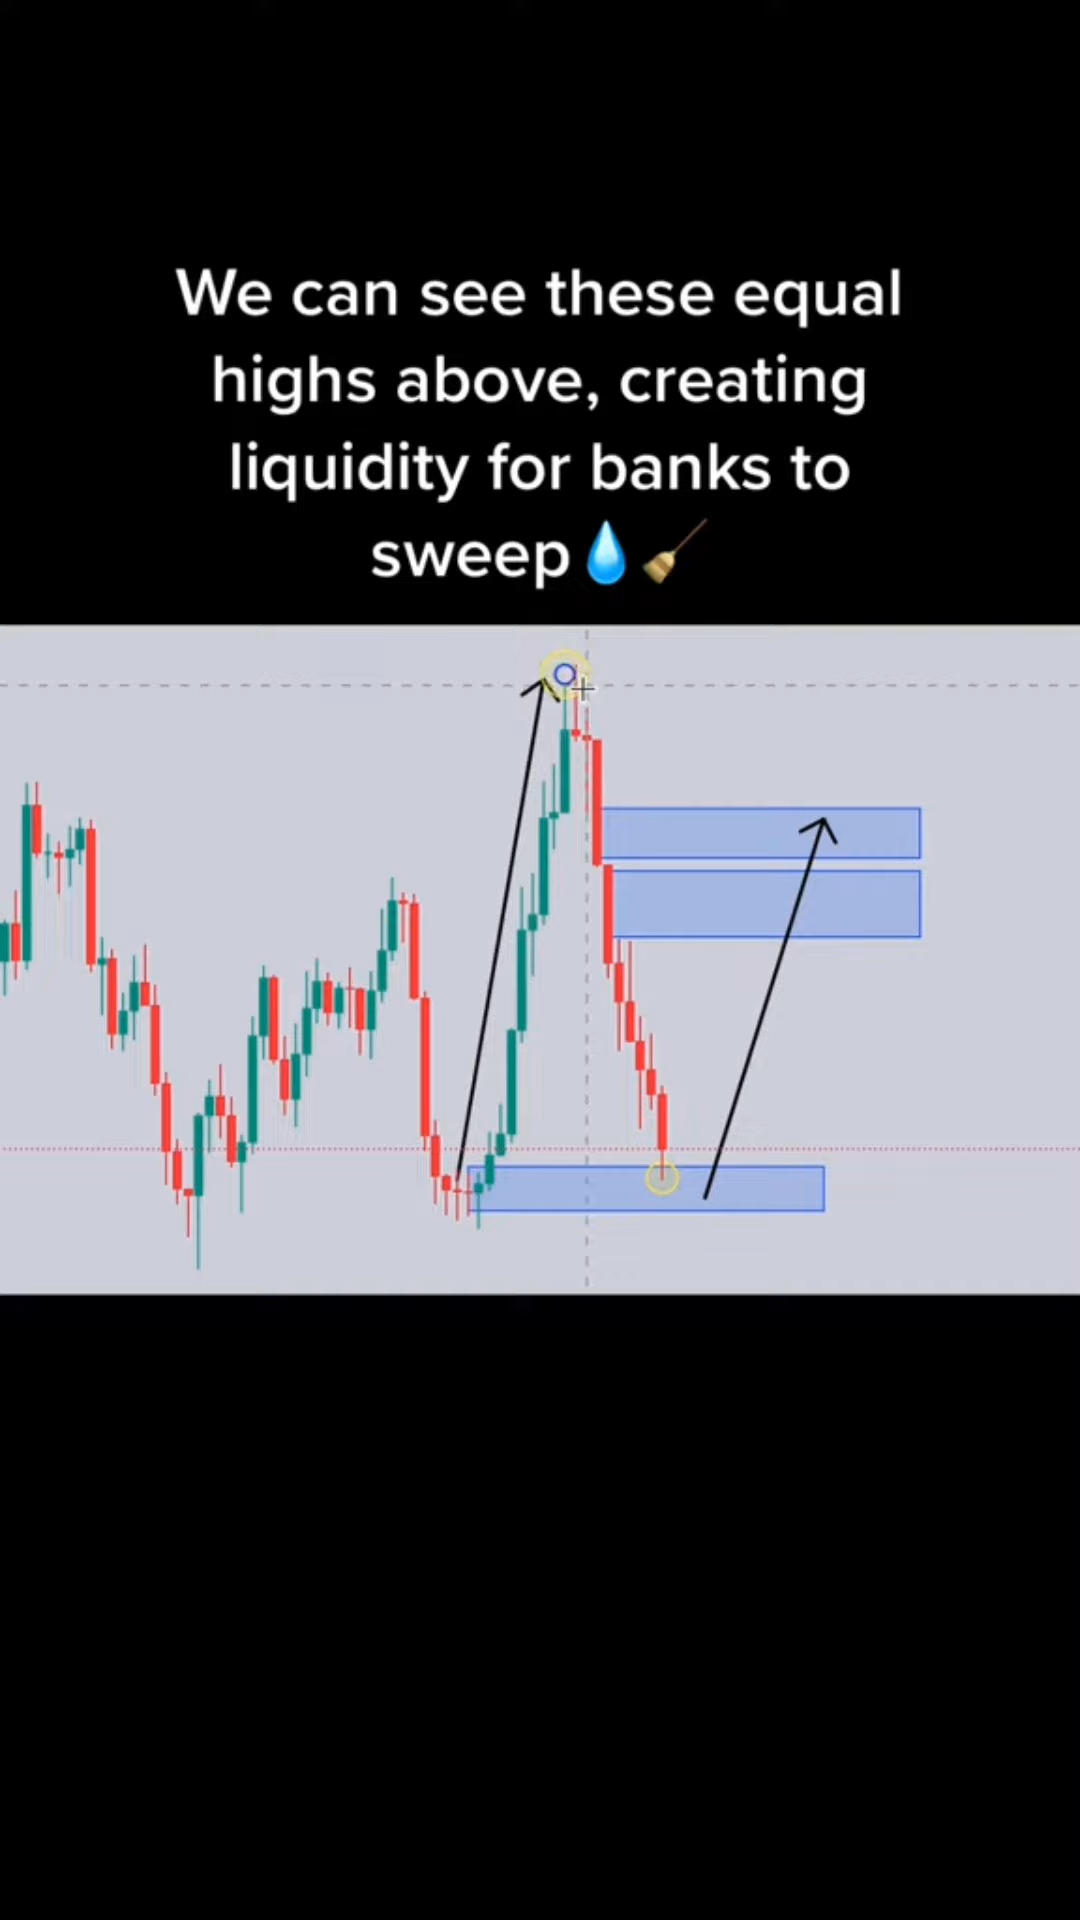 We can see these equal
highs above, creating
liquidity for banks to
sweep💧🧹